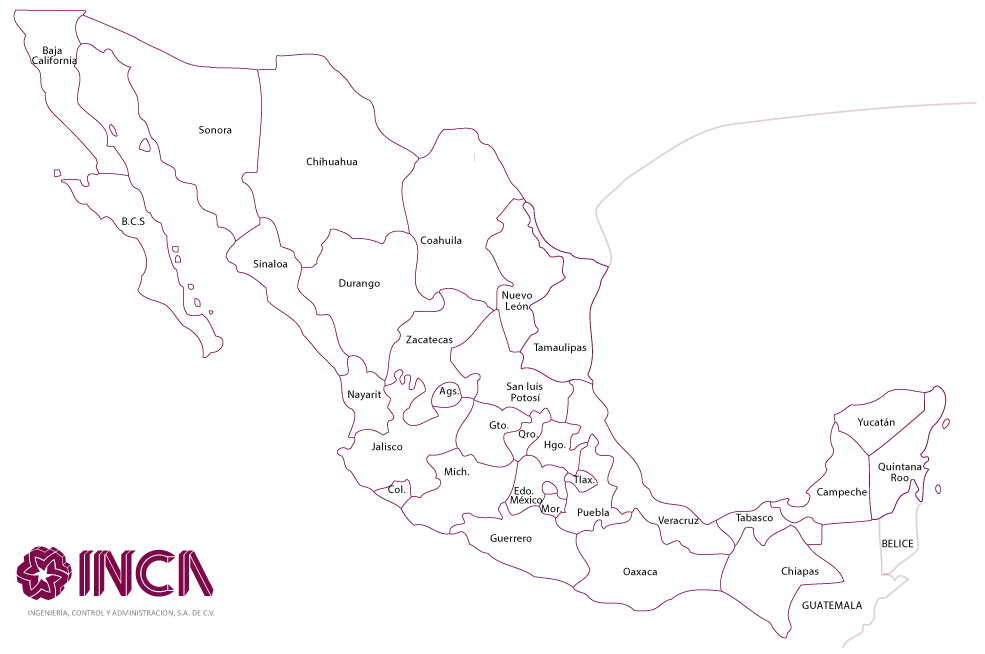 Baja
California
Sonora
Chihuahua
B.C.S
Coahuila
Sinaloa
Durango
Nuevo
León
Zacatecas
Tamaulipas
Nayarit
Ags.
San luis
Potosí
Gto.
Qro.
Hgo.
Yucatán
Jalisco
Mich.
Col.
Edo.
México
Mor.
Tlax.
Puebla
Veracruz
Tabasco
Campeche
Quintana
Roo
Guerrero
Oaxaca
Chiapas
BELICE
GUATEMALA
INCA
INGENIERÍA, CONTROL Y ADMINISTRACIÓN, S.A. DE C.V.